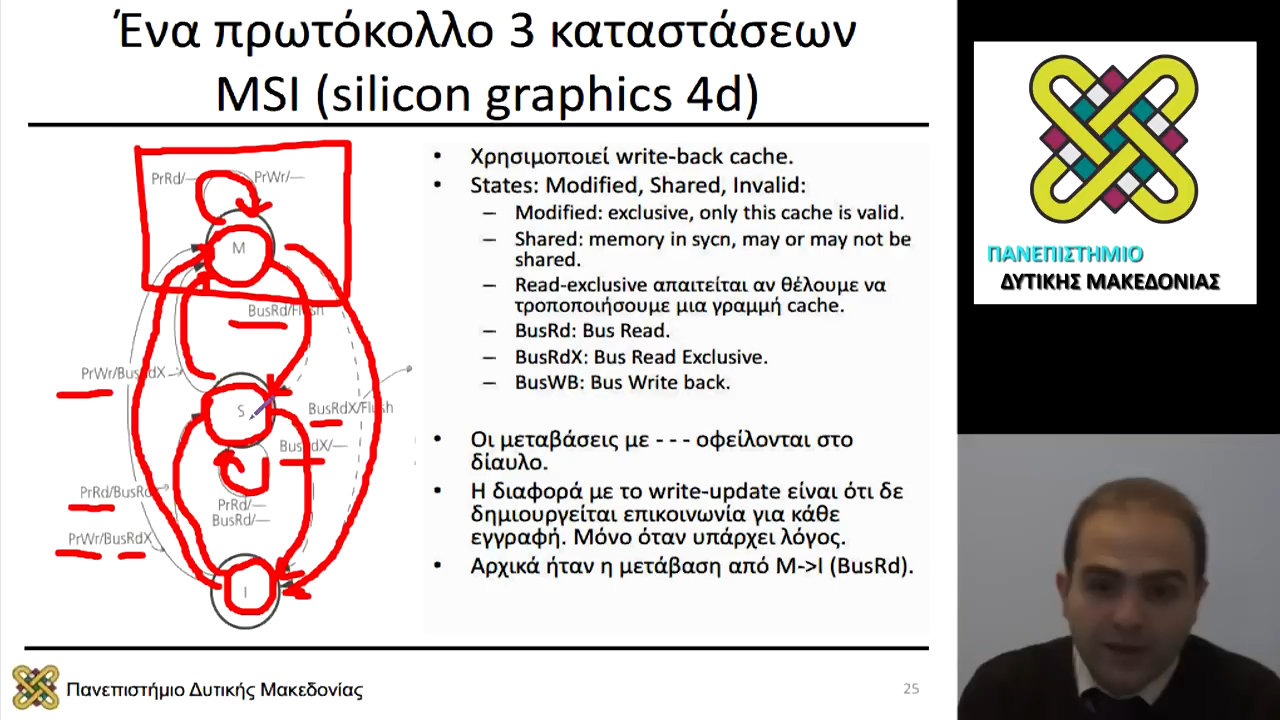 Ένα πρωτόκολλο 3 καταστάσεων
MSI (silicon graphics 4d)
PrRd/—
PrWr/—
M
BusRd/Flush
PrWr/BusRdX
S
BusRdX/Flush
BusRdX/—
PrRd/BusRd
PrRd/—
BusRd/—
PrWr/BusRdX
I
• Χρησιμοποιεί write-back cache.
• States: Modified, Shared, Invalid:
– Modified: exclusive, only this cache is valid.
– Shared: memory in sycn, may or may not be
shared.
– Read-exclusive απαιτείται αν θέλουμε να
τροποποιήσουμε μια γραμμή cache.
– BusRd: Bus Read.
– BusRdX: Bus Read Exclusive.
– BusWB: Bus Write back.
• Οι μεταβάσεις με - - - οφείλονται στο
δίαυλο.
• Η διαφορά με το write-update είναι ότι δε
δημιουργείται επικοινωνία για κάθε
εγγραφή. Μόνο όταν υπάρχει λόγος.
• Αρχικά ήταν η μετάβαση από M->I (BusRd).
Πανεπιστήμιο Δυτικής Μακεδονίας
25
ΠΑΝΕΠΙΣΤΗΜΙΟ
ΔΥΤΙΚΗΣ ΜΑΚΕΔΟΝΙΑΣ